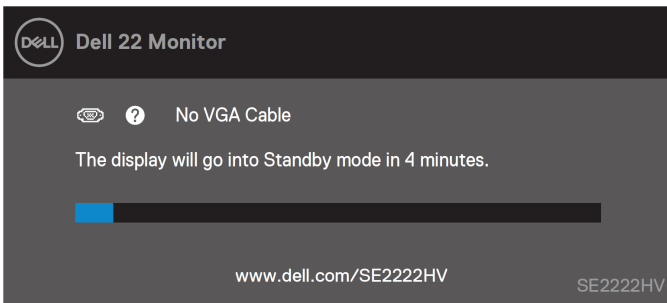 DELL
Dell 22 Monitor
? No VGA Cable
The display will go into Standby mode in 4 minutes.
www.dell.com/SE2222HV
SE2222HV